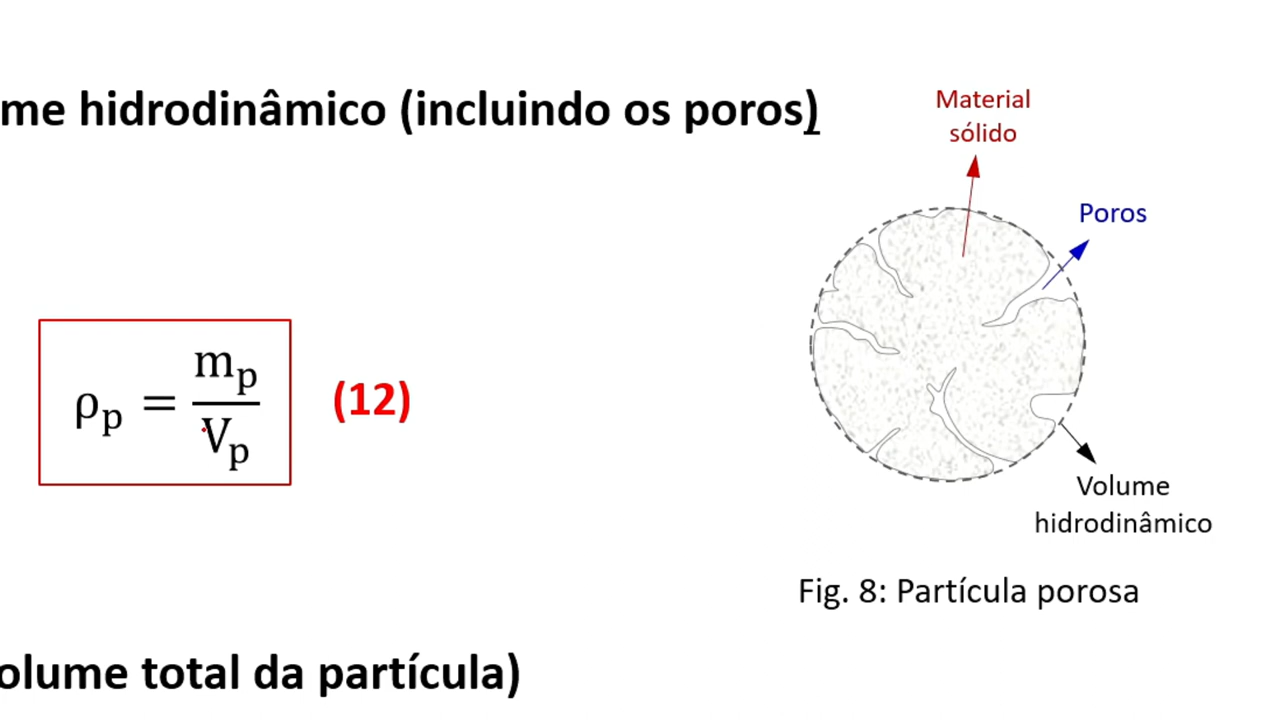 me hidrodinâmico (incluindo os poros)
Material
sólido
Poros
ρp = mp / Vp
(12)
Volume
hidrodinâmico
Fig. 8: Partícula porosa
olume total da partícula)